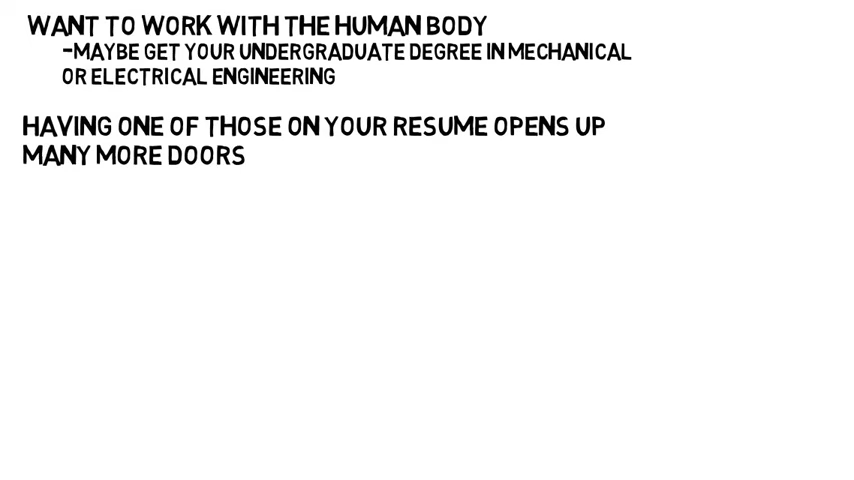 WANT TO WORK WITH THE HUMAN BODY
-MAYBE GET YOUR UNDERGRADUATE DEGREE IN MECHANICAL
OR ELECTRICAL ENGINEERING
HAVING ONE OF THOSE ON YOUR RESUME OPENS UP
MANY MORE DOORS